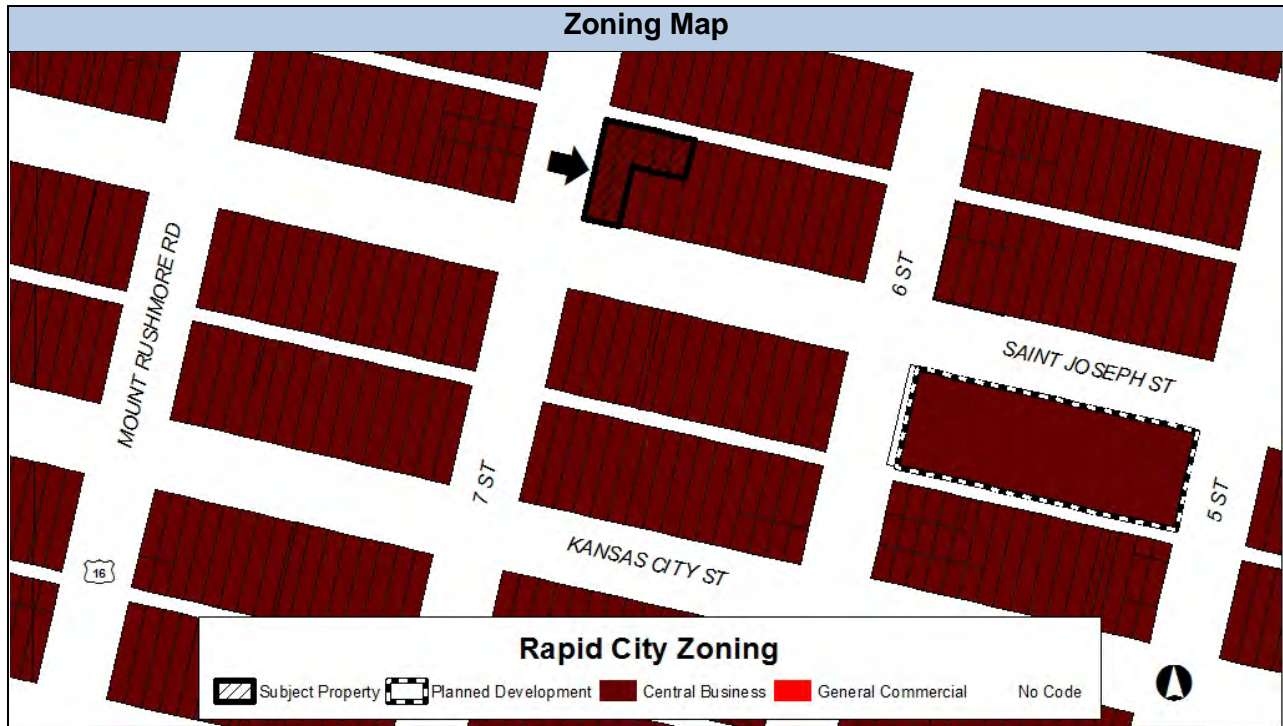 Zoning Map
6 ST
MOUNT RUSHMORE RD
SAINT JOSEPH ST
7 ST
5 ST
KANSAS CITY ST
16
Rapid City Zoning
Subject Property Planned Development Central Business General Commercial No Code